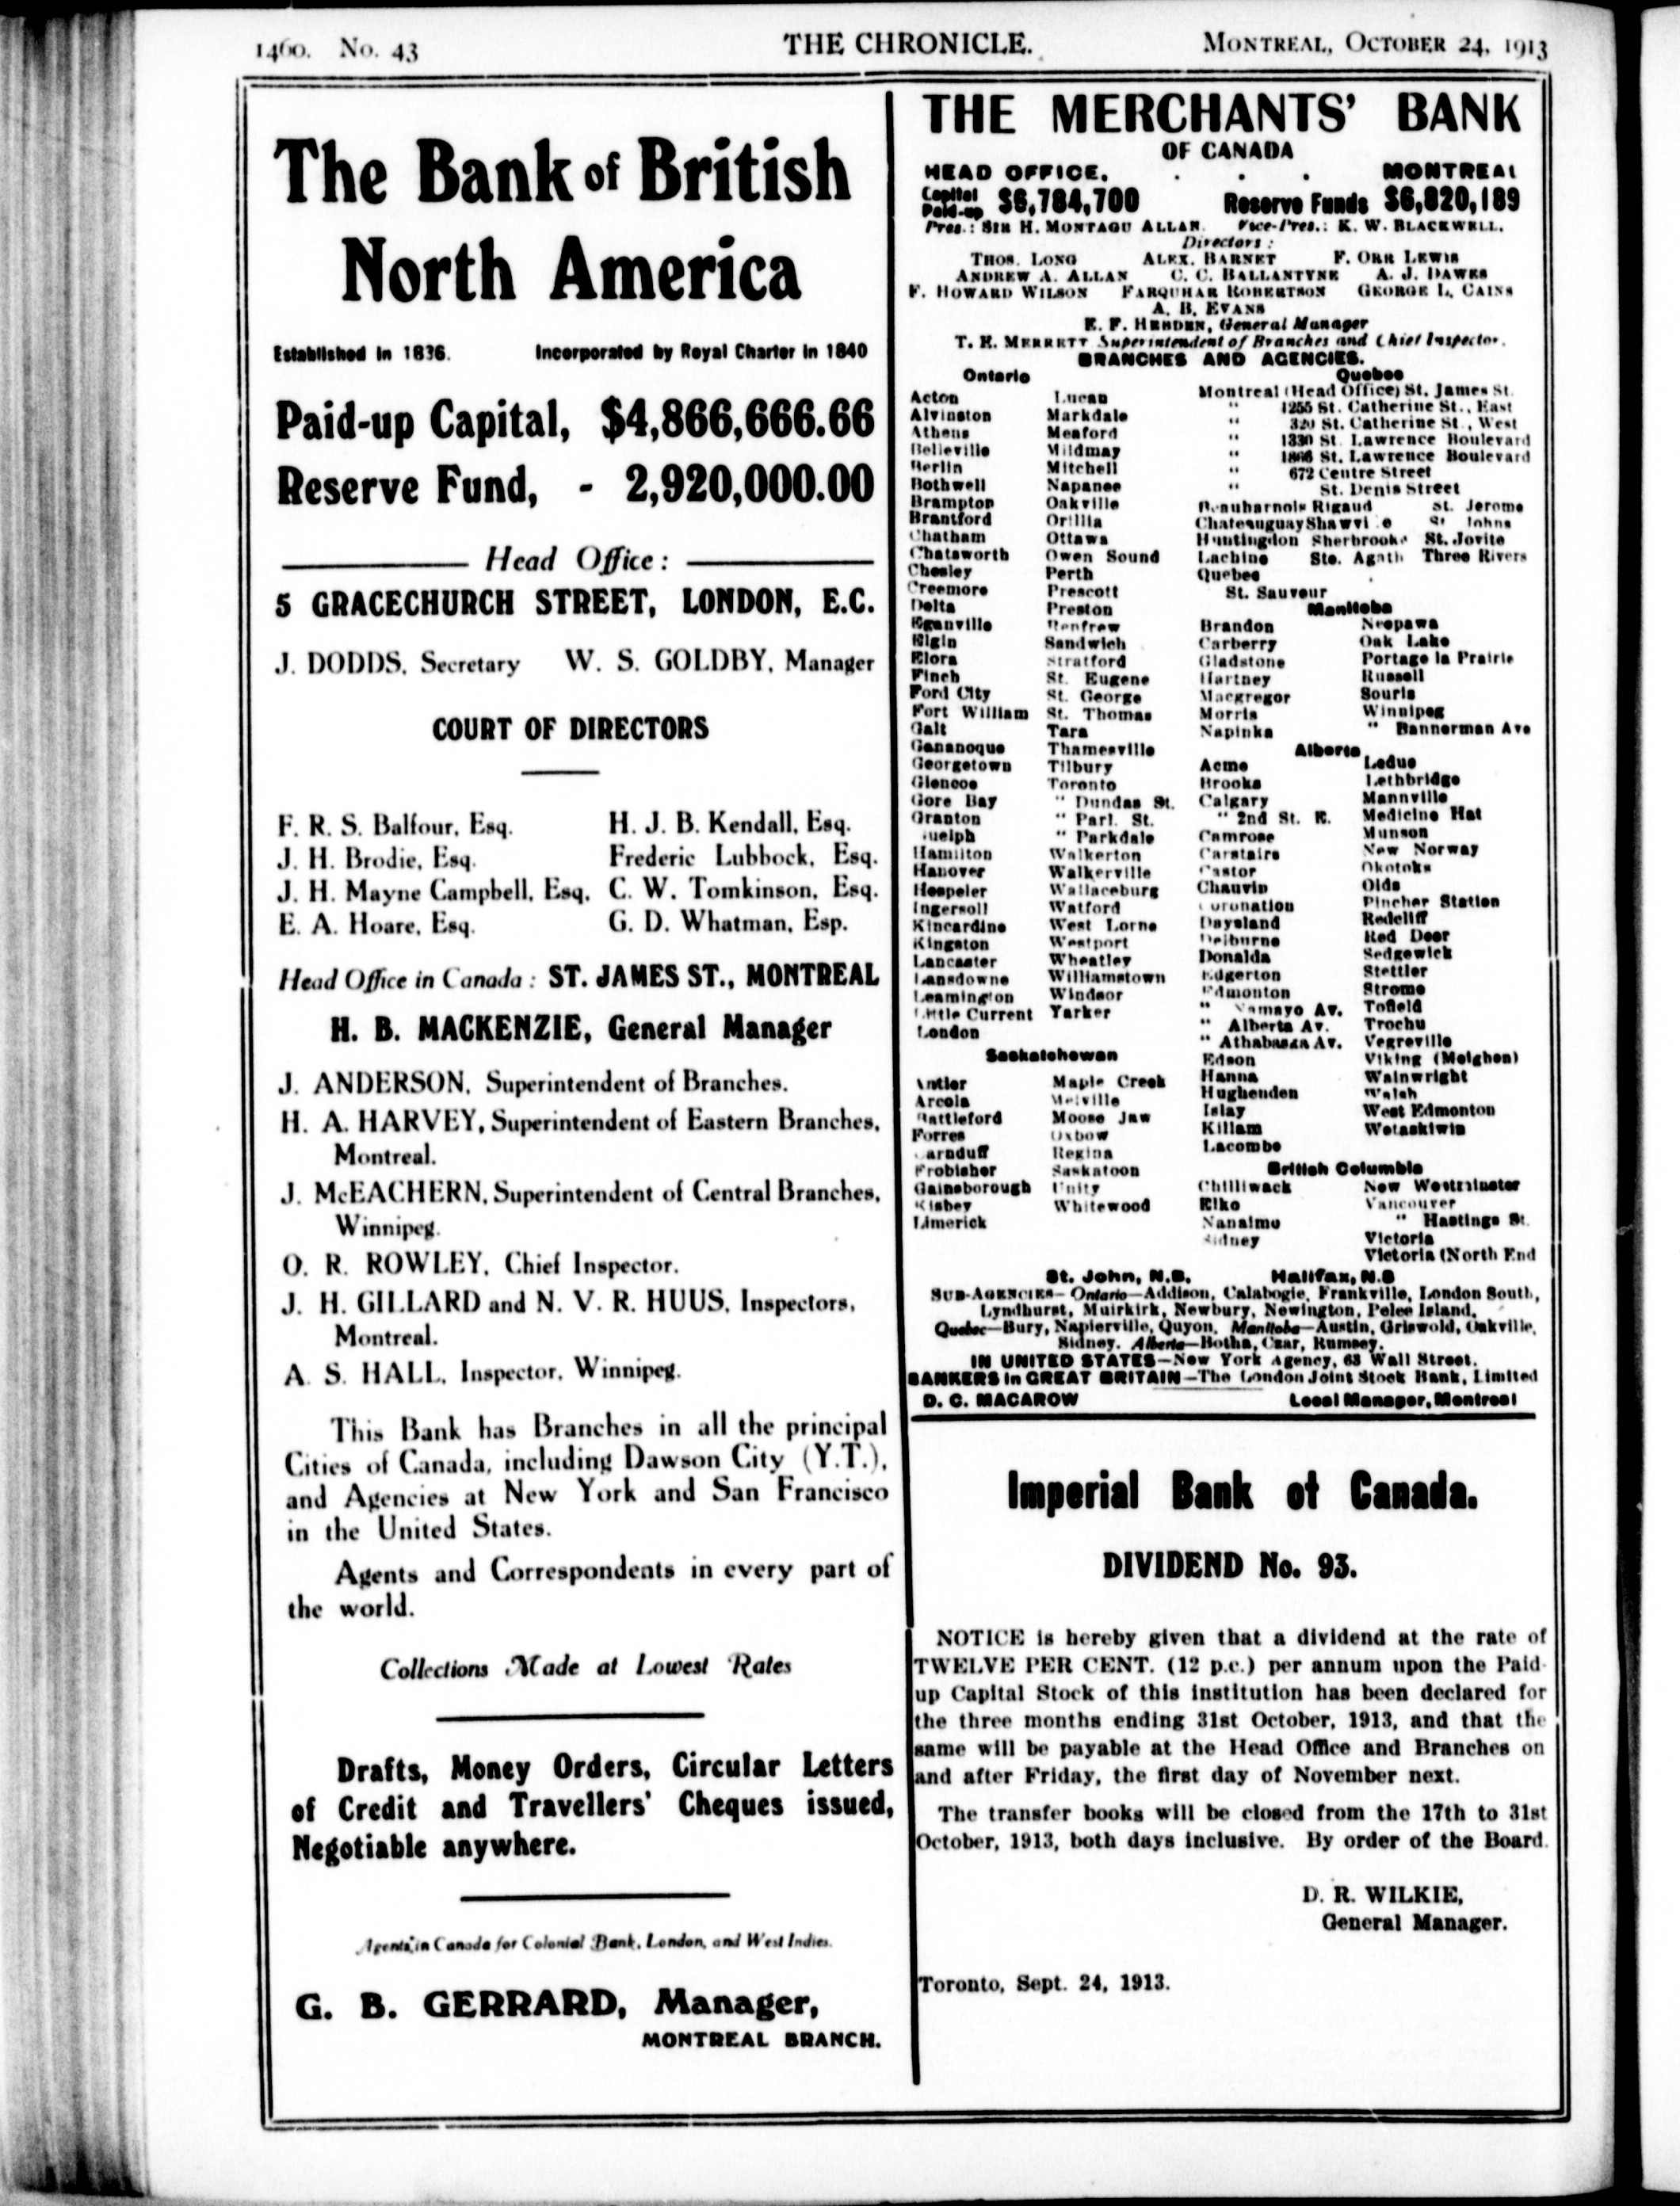 1460. No. 43 THE CHRONICLE. MONTREAL, OCTOBER 24, 1913
The Bank of British
North America
Established in 1836. Incorporated by Royal Charter in 1840
Paid-up Capital, $4,866,666.66
Reserve Fund, - 2,920,000.00
Head Office :
5 GRACECHURCH STREET, LONDON, E.C.
J. DODDS, Secretary W. S. GOLDBY, Manager
COURT OF DIRECTORS
F. R. S. Balfour, Esq. H. J. B. Kendall, Esq.
J. H. Brodie, Esq. Frederic Lubbock, Esq.
J. H. Mayne Campbell, Esq. C. W. Tomkinson, Esq.
E. A. Hoare, Esq. G. D. Whatman, Esp.
Head Office in Canada : ST. JAMES ST., MONTREAL
H. B. MACKENZIE, General Manager
J. ANDERSON, Superintendent of Branches.
H. A. HARVEY, Superintendent of Eastern Branches,
Montreal.
J. McEACHERN, Superintendent of Central Branches,
Winnipeg.
O. R. ROWLEY, Chief Inspector.
J. H. GILLARD and N. V. R. HUUS, Inspectors,
Montreal.
A. S. HALL, Inspector, Winnipeg.
This Bank has Branches in all the principal
Cities of Canada, including Dawson City (Y.T.),
and Agencies at New York and San Francisco
in the United States.
Agents and Correspondents in every part of
the world.
Collections Made at Lowest Rates
Drafts, Money Orders, Circular Letters
of Credit and Travellers' Cheques issued,
Negotiable anywhere.
Agents in Canada for Colonial Bank, London, and West Indies.
G. B. GERRARD, Manager,
MONTREAL BRANCH.
THE MERCHANTS' BANK
OF CANADA
HEAD OFFICE, . . . MONTREAL
Capital Paid-up $6,784,700 Reserve Funds $6,820,189
Pres.: SIR H. MONTAGU ALLAN. Vice-Pres.: K. W. BLACKWELL.
Directors :
THOS. LONG ALEX. BARNET F. ORR LEWIS
ANDREW A. ALLAN C. C. BALLANTYNE A. J. DAWES
F. HOWARD WILSON FARQUHAR ROBERTSON GEORGE L. CAINS
A. B. EVANS
E. F. HEBDEN, General Manager
T. E. MERRETT Superintendent of Branches and Chief Inspector.
BRANCHES AND AGENCIES.
Ontario
Acton Lucan
Alvinston Markdale
Athens Meaford
Belleville Mildmay
Berlin Mitchell
Bothwell Napanee
Brampton Oakville
Brantford Orillia
Chatham Ottawa
Chatsworth Owen Sound
Chesley Perth
Creemore Prescott
Delta Preston
Eganville Renfrew
Elgin Sandwich
Elora Stratford
Finch St. Eugene
Ford City St. George
Fort William St. Thomas
Galt Tara
Gananoque Thamesville
Georgetown Tilbury
Glencoe Toronto
Gore Bay " Dundas St.
Granton " Parl. St.
Guelph " Parkdale
Hamilton Walkerton
Hanover Walkerville
Hespeler Wallaceburg
Ingersoll Watford
Kincardine West Lorne
Kingston Westport
Lancaster Wheatley
Lansdowne Williamstown
Leamington Windsor
Little Current Yarker
London
Saskatchewan
Antler Maple Creek
Arcola Melville
Battleford Moose Jaw
Forres Oxbow
Carnduff Regina
Frobisher Saskatoon
Gainsborough Unity
Kisbey Whitewood
Limerick
Quebec
Montreal (Head Office) St. James St.
" 1255 St. Catherine St., East
" 320 St. Catherine St., West
" 1330 St. Lawrence Boulevard
" 1866 St. Lawrence Boulevard
" 672 Centre Street
" St. Denis Street
Beauharnois Rigaud St. Jerome
Chateauguay St. Johns
Huntingdon Sherbrooke St. Jovite
Lachine Ste. Agath Three Rivers
Quebec
St. Sauveur
Manitoba
Brandon Neepawa
Carberry Oak Lake
Gladstone Portage la Prairie
Hartney Russell
Macgregor Souris
Morris Winnipeg
Napinka " Bannerman Ave
Alberta
Acme Leduc
Brooks Lethbridge
Calgary Mannville
" 2nd St. E. Medicine Hat
Camrose Munson
Carstairs New Norway
Castor Okotoks
Chauvin Olds
Coronation Pincher Station
Daysland Redcliff
Delburne Red Deer
Donalda Sedgewick
Edgerton Stettler
Edmonton Strome
" Namayo Av. Tofield
" Alberta Av. Trochu
" Athabasca Av. Vegreville
Edson Viking (Meighen)
Hanna Wainwright
Hughenden Walsh
Islay West Edmonton
Killam Wetaskiwin
Lacombe
British Columbia
Chilliwack New Westminster
Elko Vancouver
Nanaimo " Hastings St.
Sidney Victoria
Victoria (North End
St. John, N.B. Halifax, N.S
SUB-AGENCIES—Ontario—Addison, Calabogie, Frankville, London South,
Lyndhurst, Muirkirk, Newbury, Newington, Pelee Island.
Quebec—Bury, Napierville, Quyon. Manitoba—Austin, Griswold, Oakville,
Sidney. Alberta—Botha, Czar, Rumsey.
IN UNITED STATES—New York Agency, 63 Wall Street.
BANKERS in GREAT BRITAIN—The London Joint Stock Bank, Limited
D. C. MACAROW Local Manager, Montreal
Imperial Bank of Canada.
DIVIDEND No. 93.
NOTICE is hereby given that a dividend at the rate of
TWELVE PER CENT. (12 p.c.) per annum upon the Paid-
up Capital Stock of this institution has been declared for
the three months ending 31st October, 1913, and that the
same will be payable at the Head Office and Branches on
and after Friday, the first day of November next.
The transfer books will be closed from the 17th to 31st
October, 1913, both days inclusive. By order of the Board.
D. R. WILKIE,
General Manager.
Toronto, Sept. 24, 1913.